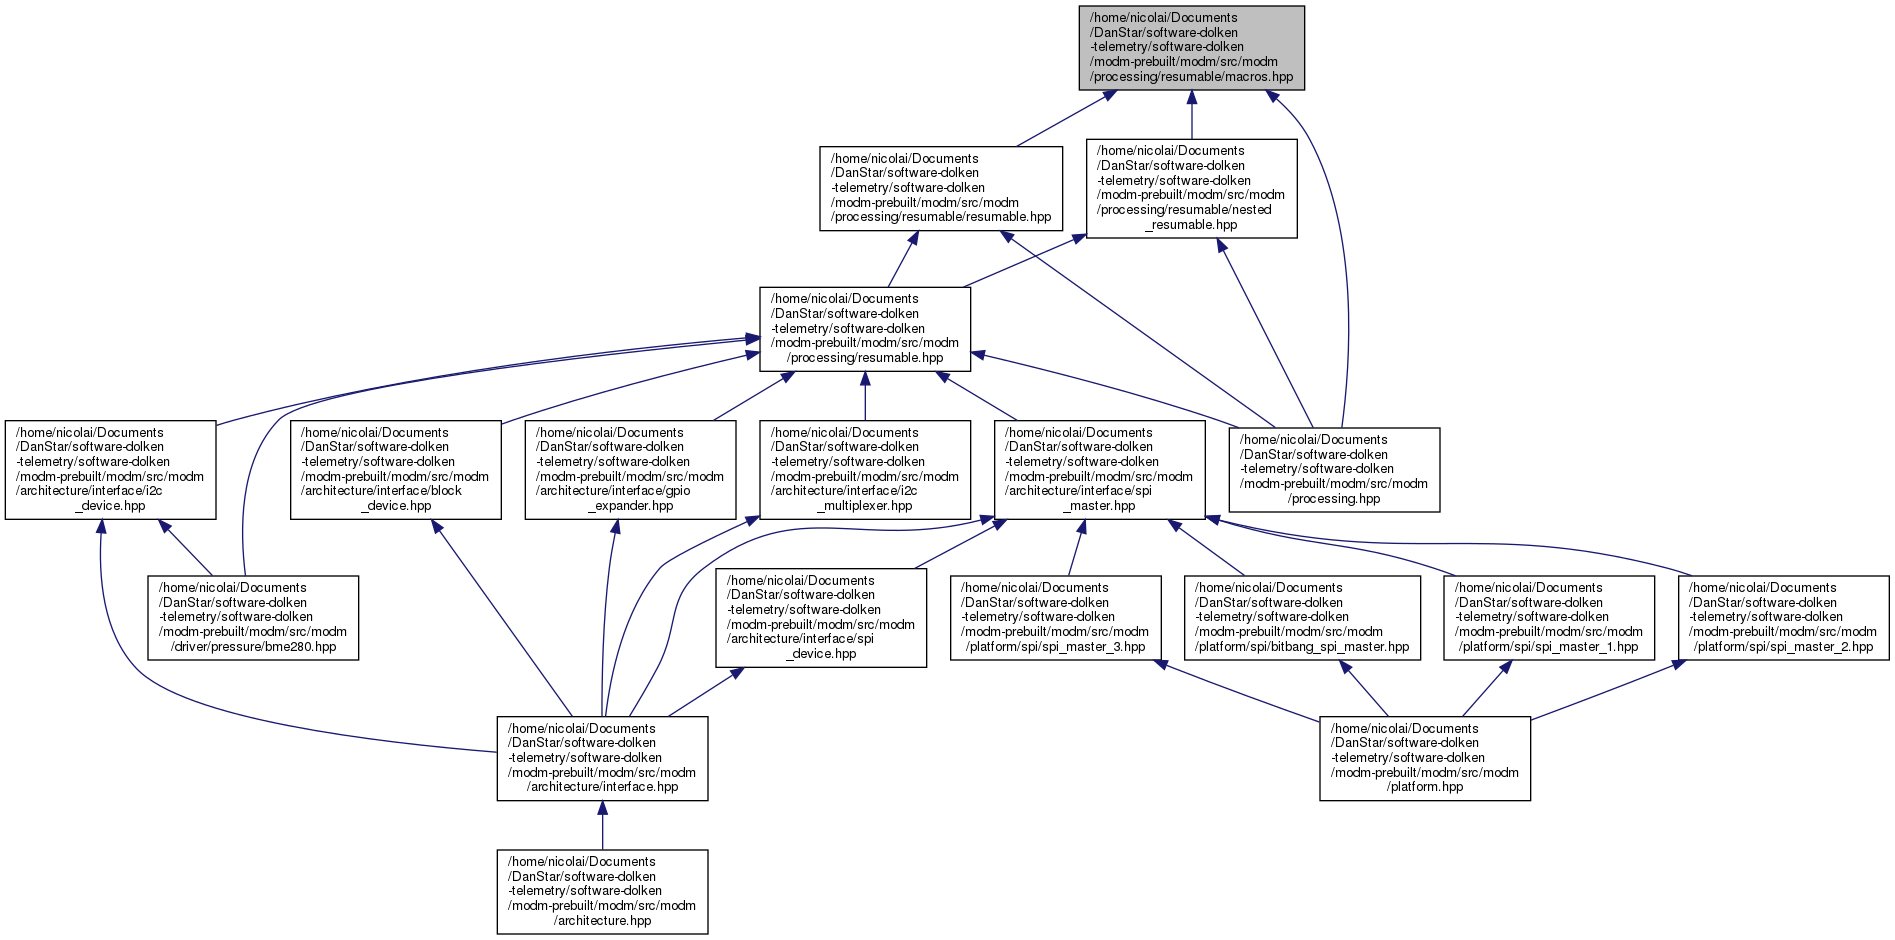 /home/nicolai/Documents
/DanStar/software-dolken
-telemetry/software-dolken
/modm-prebuilt/modm/src/modm
/processing/resumable/macros.hpp
/home/nicolai/Documents
/DanStar/software-dolken
-telemetry/software-dolken
/modm-prebuilt/modm/src/modm
/processing/resumable/resumable.hpp
/home/nicolai/Documents
/DanStar/software-dolken
-telemetry/software-dolken
/modm-prebuilt/modm/src/modm
/processing/resumable/nested
_resumable.hpp
/home/nicolai/Documents
/DanStar/software-dolken
-telemetry/software-dolken
/modm-prebuilt/modm/src/modm
/processing/resumable.hpp
/home/nicolai/Documents
/DanStar/software-dolken
-telemetry/software-dolken
/modm-prebuilt/modm/src/modm
/architecture/interface/i2c
_device.hpp
/home/nicolai/Documents
/DanStar/software-dolken
-telemetry/software-dolken
/modm-prebuilt/modm/src/modm
/architecture/interface/block
_device.hpp
/home/nicolai/Documents
/DanStar/software-dolken
-telemetry/software-dolken
/modm-prebuilt/modm/src/modm
/architecture/interface/gpio
_expander.hpp
/home/nicolai/Documents
/DanStar/software-dolken
-telemetry/software-dolken
/modm-prebuilt/modm/src/modm
/architecture/interface/i2c
_multiplexer.hpp
/home/nicolai/Documents
/DanStar/software-dolken
-telemetry/software-dolken
/modm-prebuilt/modm/src/modm
/architecture/interface/spi
_master.hpp
/home/nicolai/Documents
/DanStar/software-dolken
-telemetry/software-dolken
/modm-prebuilt/modm/src/modm
/processing.hpp
/home/nicolai/Documents
/DanStar/software-dolken
-telemetry/software-dolken
/modm-prebuilt/modm/src/modm
/driver/pressure/bme280.hpp
/home/nicolai/Documents
/DanStar/software-dolken
-telemetry/software-dolken
/modm-prebuilt/modm/src/modm
/architecture/interface/spi
_device.hpp
/home/nicolai/Documents
/DanStar/software-dolken
-telemetry/software-dolken
/modm-prebuilt/modm/src/modm
/platform/spi/spi_master_3.hpp
/home/nicolai/Documents
/DanStar/software-dolken
-telemetry/software-dolken
/modm-prebuilt/modm/src/modm
/platform/spi/bitbang_spi_master.hpp
/home/nicolai/Documents
/DanStar/software-dolken
-telemetry/software-dolken
/modm-prebuilt/modm/src/modm
/platform/spi/spi_master_1.hpp
/home/nicolai/Documents
/DanStar/software-dolken
-telemetry/software-dolken
/modm-prebuilt/modm/src/modm
/platform/spi/spi_master_2.hpp
/home/nicolai/Documents
/DanStar/software-dolken
-telemetry/software-dolken
/modm-prebuilt/modm/src/modm
/architecture/interface.hpp
/home/nicolai/Documents
/DanStar/software-dolken
-telemetry/software-dolken
/modm-prebuilt/modm/src/modm
/platform.hpp
/home/nicolai/Documents
/DanStar/software-dolken
-telemetry/software-dolken
/modm-prebuilt/modm/src/modm
/architecture.hpp